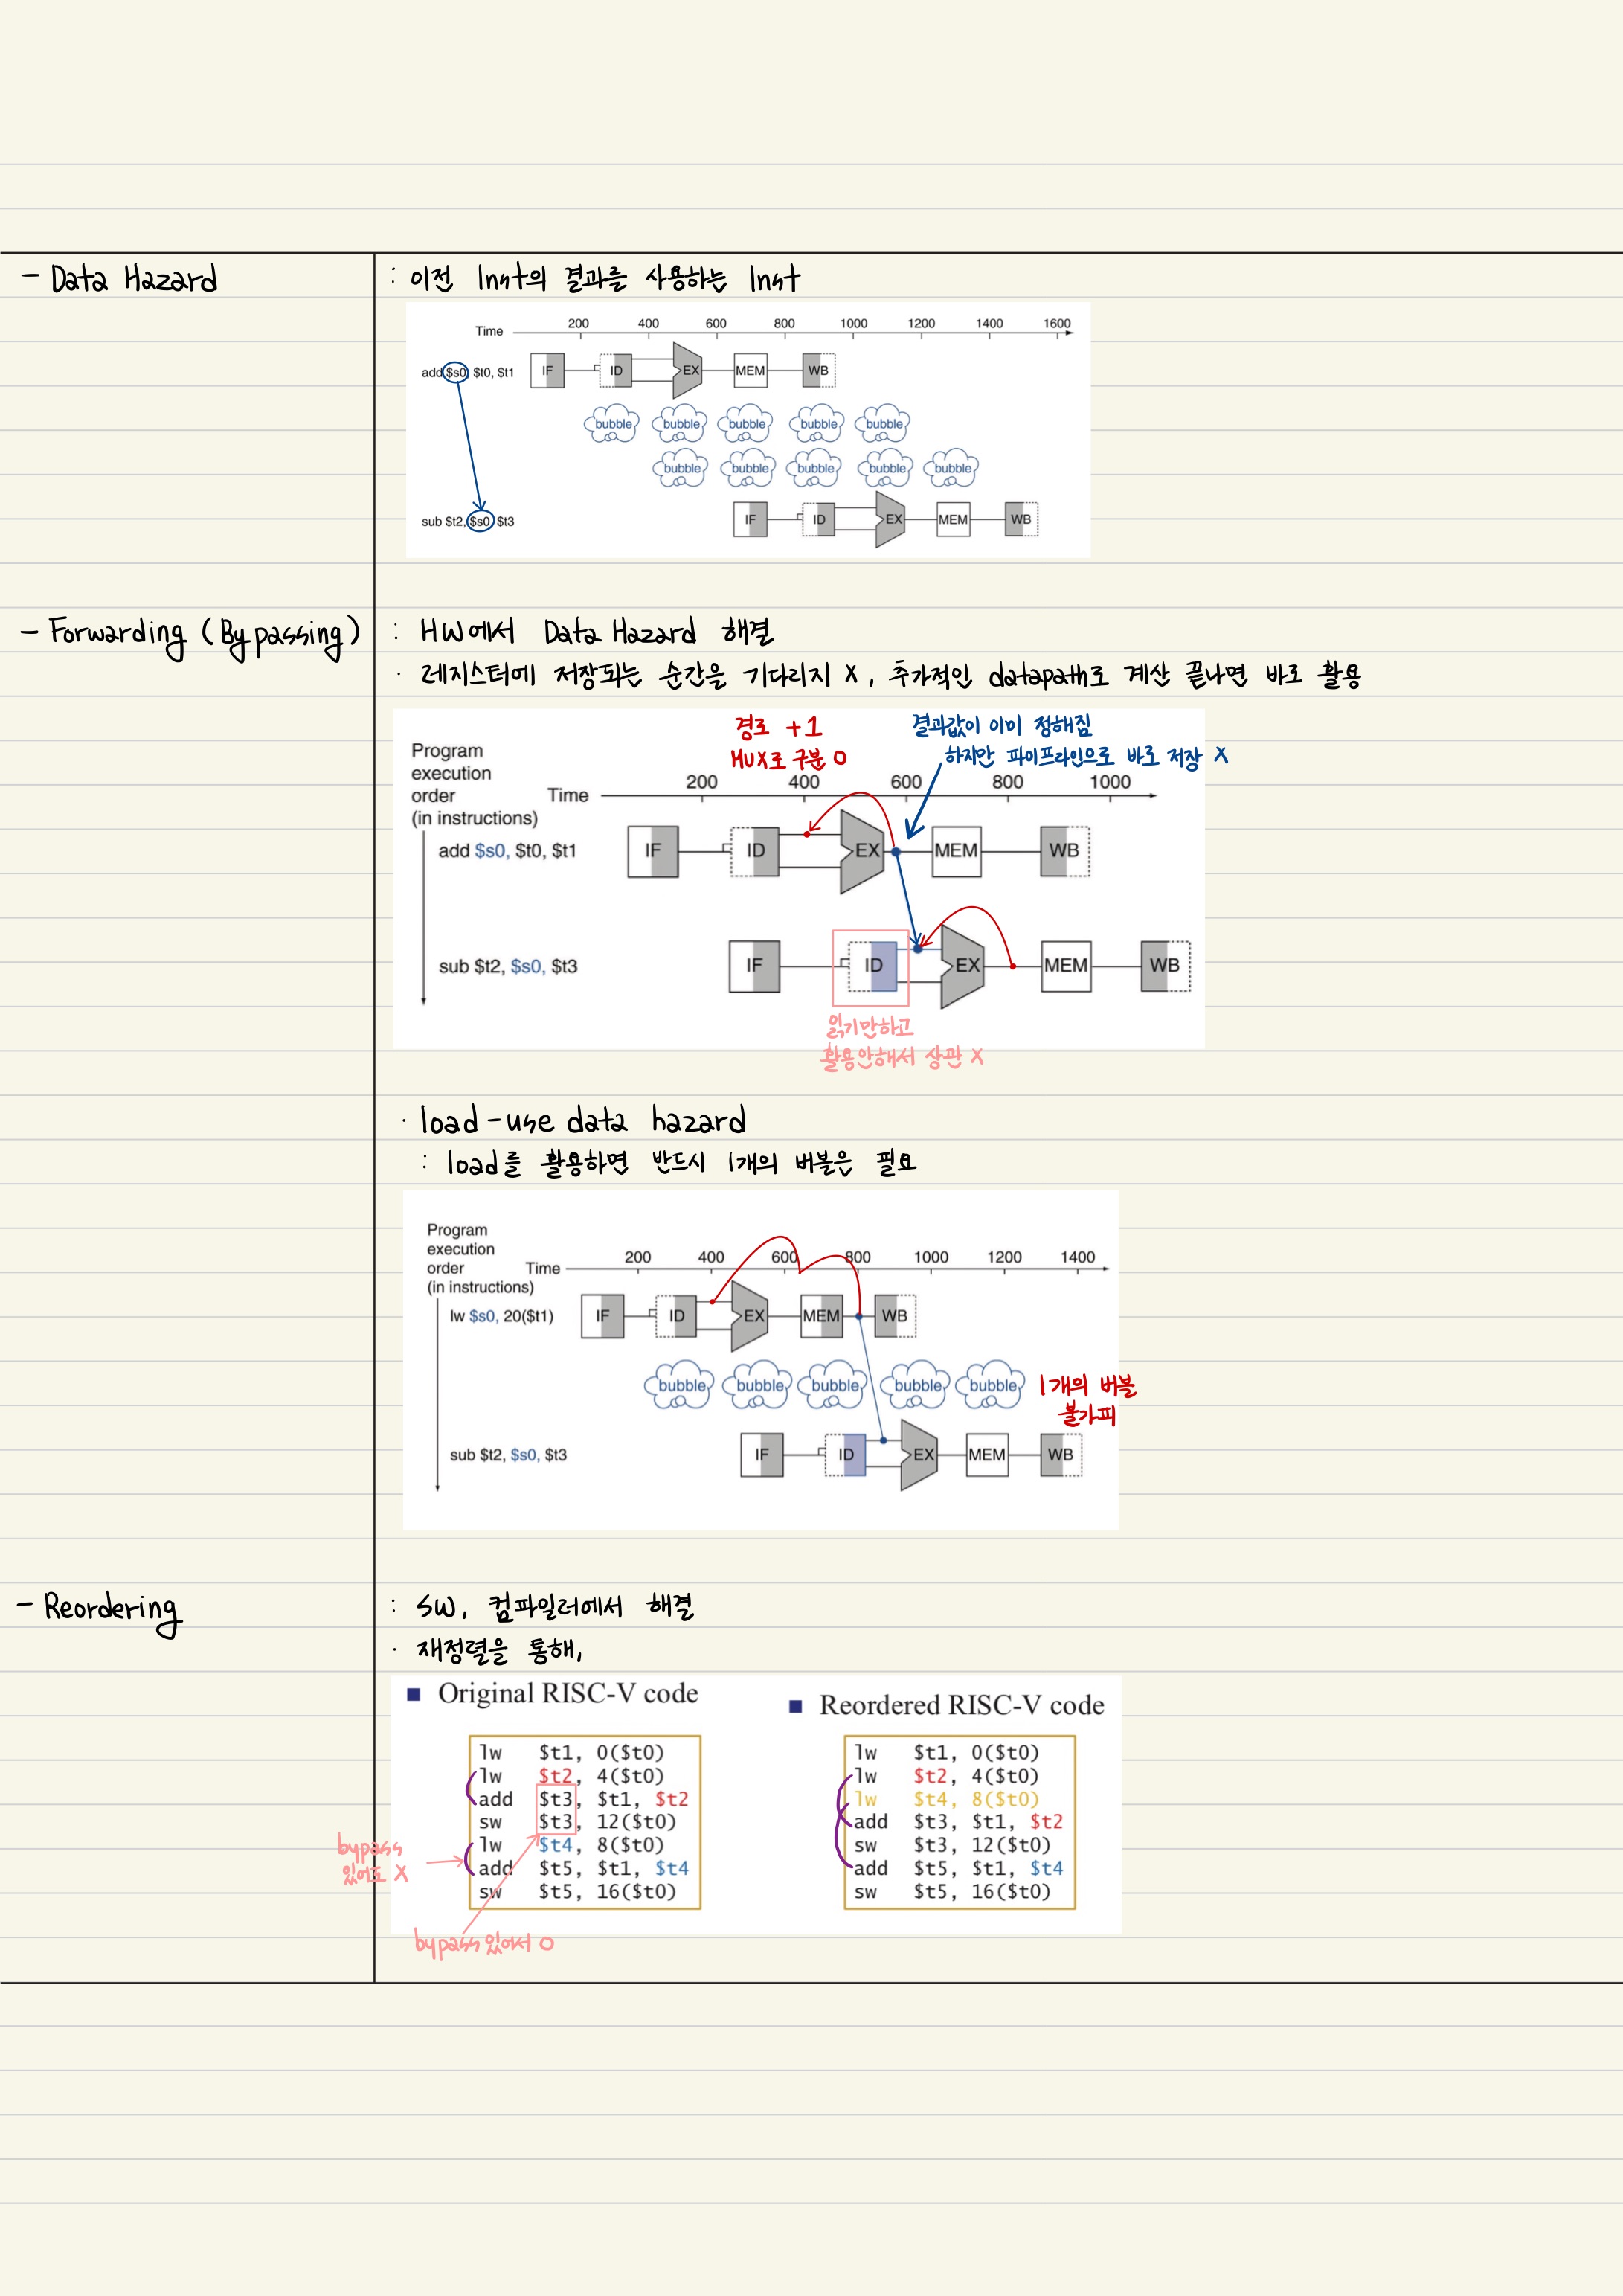 - Data Hazard
: 이전 Inst의 결과를 사용하는 Inst
Time 200 400 600 800 1000 1200 1400 1600
add $s0, $t0, $t1 IF ID EX MEM WB
bubble bubble bubble bubble bubble
bubble bubble bubble bubble bubble
sub $t2, $s0, $t3 IF ID EX MEM WB
- Forwarding (Bypassing)
: HW에서 Data Hazard 해결
· 레지스터에 저장되는 순간을 기다리지 X, 추가적인 datapath로 계산 끝나면 바로 활용
경로 +1
MUX로 구분 O
결과값이 이미 정해짐
하지만 파이프라인으로 바로 저장 X
Program
execution
order
(in instructions)
Time 200 400 600 800 1000
add $s0, $t0, $t1 IF ID EX MEM WB
sub $t2, $s0, $t3 IF ID EX MEM WB
읽기만하고
활용안해서 상관 X
· load-use data hazard
: load를 활용하면 반드시 1개의 버블은 필요
Program
execution
order
(in instructions)
Time 200 400 600 800 1000 1200 1400
lw $s0, 20($t1) IF ID EX MEM WB
bubble bubble bubble bubble bubble
1개의 버블
불가피
sub $t2, $s0, $t3 IF ID EX MEM WB
- Reordering
: SW, 컴파일러에서 해결
· 재정렬을 통해,
■ Original RISC-V code
lw $t1, 0($t0)
lw $t2, 4($t0)
add $t3, $t1, $t2
sw $t3, 12($t0)
lw $t4, 8($t0)
add $t5, $t1, $t4
sw $t5, 16($t0)
bypass
있어도 X
bypass 있어서 O
■ Reordered RISC-V code
lw $t1, 0($t0)
lw $t2, 4($t0)
lw $t4, 8($t0)
add $t3, $t1, $t2
sw $t3, 12($t0)
add $t5, $t1, $t4
sw $t5, 16($t0)